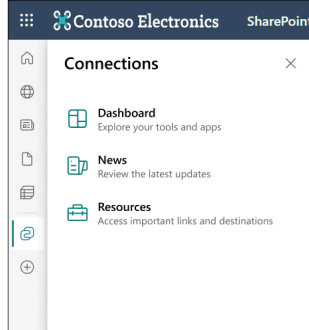 Contoso Electronics
SharePoint
Connections
Dashboard
Explore your tools and apps
News
Review the latest updates
Resources
Access important links and destinations